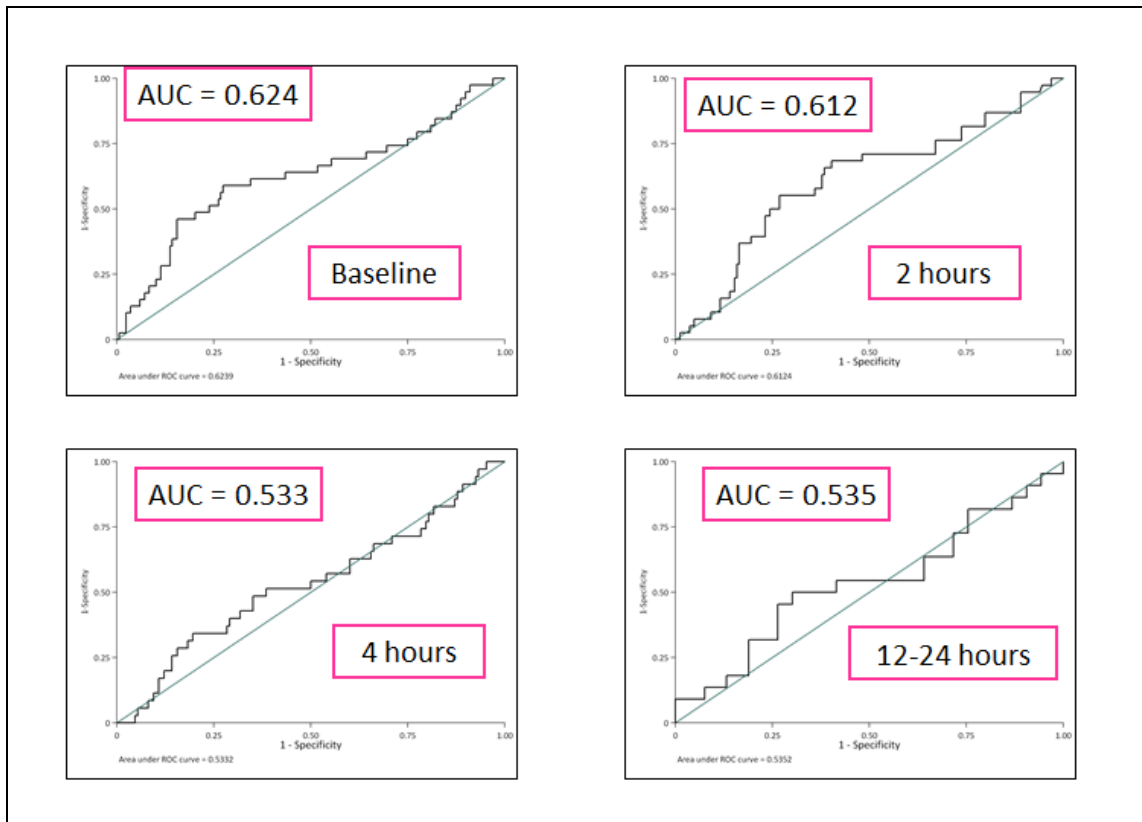 AUC = 0.624
1.00
0.75
0.50
0.25
0
1-Specificity
Baseline
0 0.25 0.50 0.75 1.00
1 - Specificity
Area under ROC curve = 0.6239
AUC = 0.612
1.00
0.75
0.50
0.25
0
1-Specificity
2 hours
0 0.25 0.50 0.75 1.00
1 - Specificity
Area under ROC curve = 0.6124
AUC = 0.533
1.00
0.75
0.50
0.25
0
1-Specificity
4 hours
0 0.25 0.50 0.75 1.00
1 - Specificity
Area under ROC curve = 0.5332
AUC = 0.535
1.00
0.75
0.50
0.25
0
1-Specificity
12-24 hours
0 0.25 0.50 0.75 1.00
1 - Specificity
Area under ROC curve = 0.5352